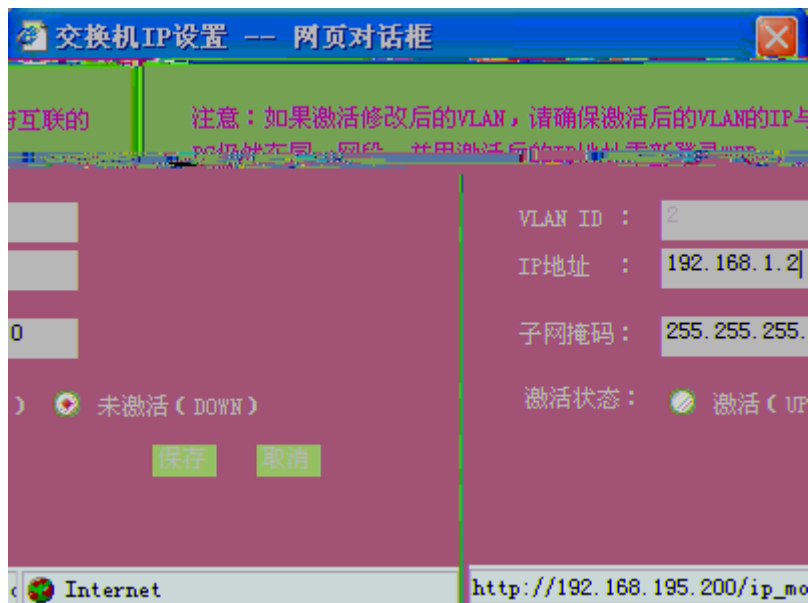 交换机IP设置 -- 网页对话框
寺互联的
注意：如果激活修改后的VLAN，请确保激活后的VLAN的IP与
VLAN ID : 2
IP地址 : 192.168.1.2
子网掩码： 255.255.255.
0
激活状态： 激活（UP
）未激活（DOWN）
保存 取消
Internet
http://192.168.195.200/ip_mo